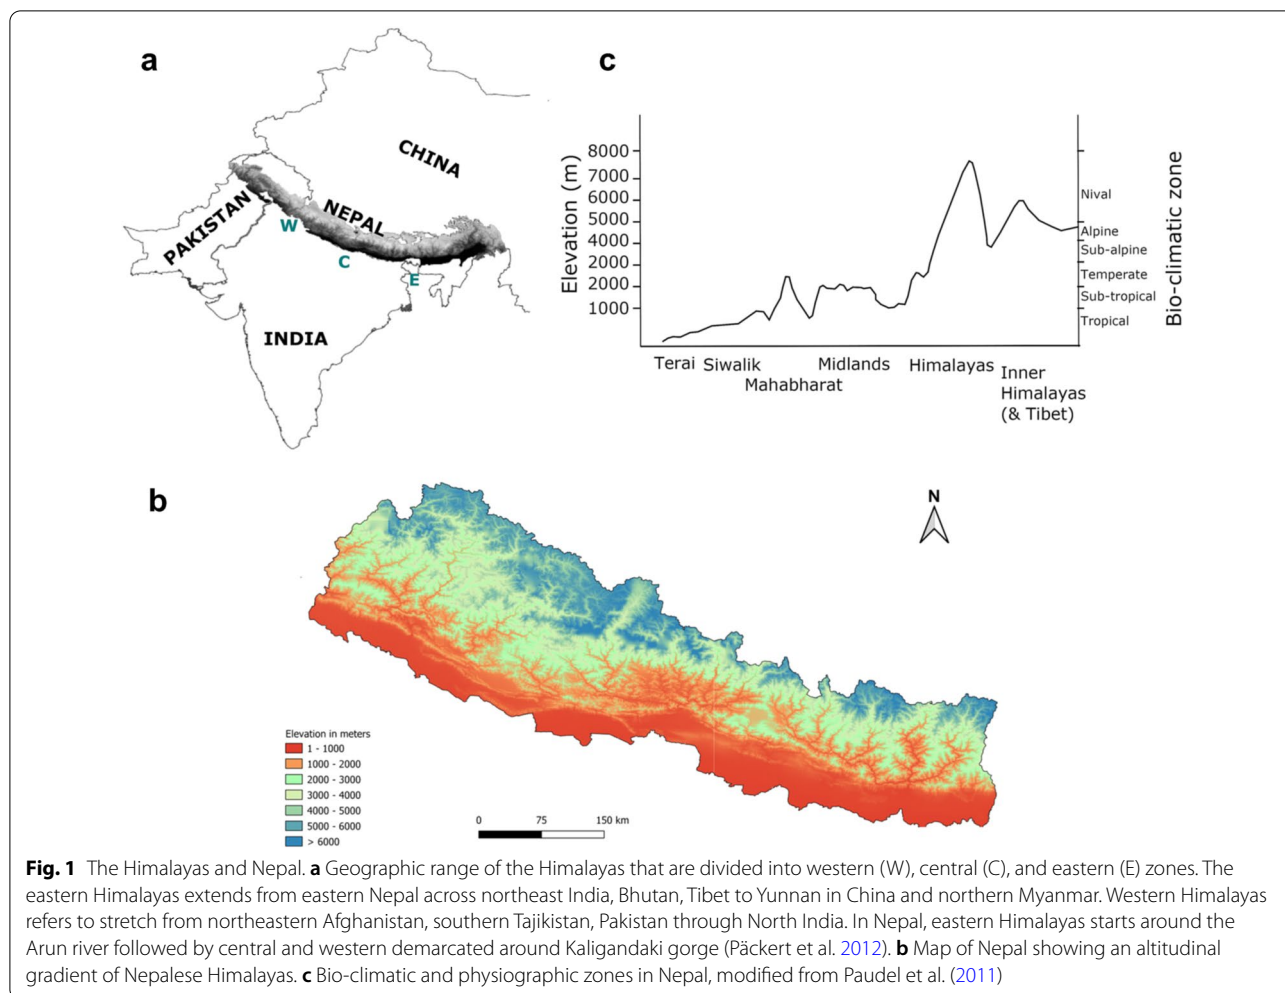 a
CHINA
NEPAL
PAKISTAN
W
C
E
INDIA
c
Elevation (m)
8000
7000
6000
5000
4000
2000
2000
1000
Nival
Alpine
Sub-alpine
Temperate
Sub-tropical
Tropical
Bio-climatic zone
Terai Siwalik
Mahabharat
Midlands
Himalayas
Inner
Himalayas
(& Tibet)
b
N
Elevation in meters
1 - 1000
1000 - 2000
2000 - 3000
3000 - 4000
4000 - 5000
5000 - 6000
> 6000
0 75 150 km
Fig. 1 The Himalayas and Nepal. a Geographic range of the Himalayas that are divided into western (W), central (C), and eastern (E) zones. The
eastern Himalayas extends from eastern Nepal across northeast India, Bhutan, Tibet to Yunnan in China and northern Myanmar. Western Himalayas
refers to stretch from northeastern Afghanistan, southern Tajikistan, Pakistan through North India. In Nepal, eastern Himalayas starts around the
Arun river followed by central and western demarcated around Kaligandaki gorge (Päckert et al. 2012). b Map of Nepal showing an altitudinal
gradient of Nepalese Himalayas. c Bio-climatic and physiographic zones in Nepal, modified from Paudel et al. (2011)